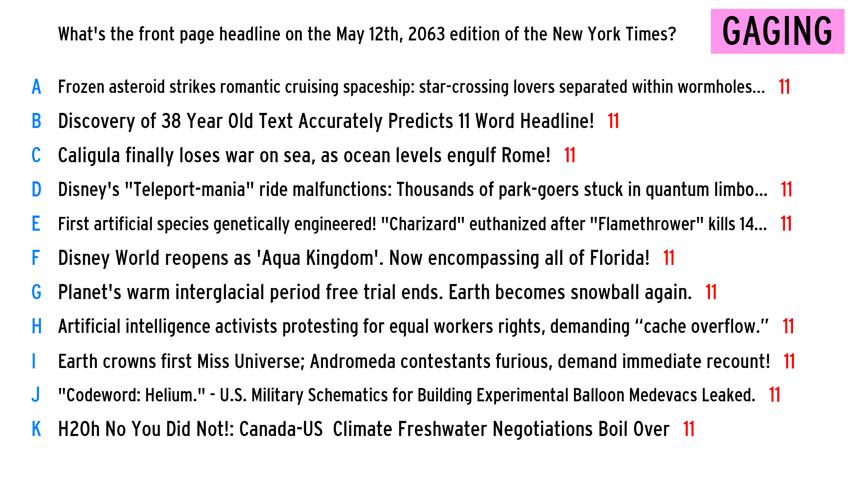 What's the front page headline on the May 12th, 2063 edition of the New York Times?
GAGING
A Frozen asteroid strikes romantic cruising spaceship: star-crossing lovers separated within wormholes... 11
B Discovery of 38 Year Old Text Accurately Predicts 11 Word Headline! 11
C Caligula finally loses war on sea, as ocean levels engulf Rome! 11
D Disney's "Teleport-mania" ride malfunctions: Thousands of park-goers stuck in quantum limbo... 11
E First artificial species genetically engineered! "Charizard" euthanized after "Flamethrower" kills 14... 11
F Disney World reopens as 'Aqua Kingdom'. Now encompassing all of Florida! 11
G Planet's warm interglacial period free trial ends. Earth becomes snowball again. 11
H Artificial intelligence activists protesting for equal workers rights, demanding “cache overflow.” 11
I Earth crowns first Miss Universe; Andromeda contestants furious, demand immediate recount! 11
J "Codeword: Helium." - U.S. Military Schematics for Building Experimental Balloon Medevacs Leaked. 11
K H20h No You Did Not!: Canada-US  Climate Freshwater Negotiations Boil Over 11